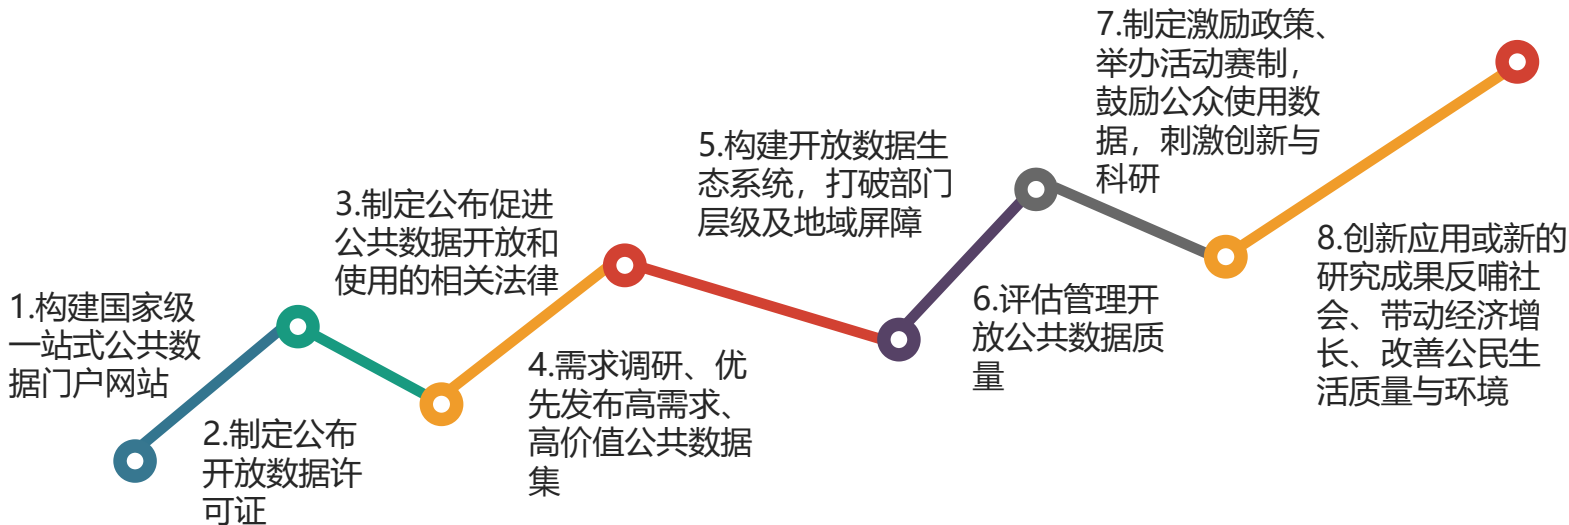 1.构建国家级
一站式公共数
据门户网站
2.制定公布
开放数据许
可证
3.制定公布促进
公共数据开放和
使用的相关法律
4.需求调研、优
先发布高需求、
高价值公共数据
集
5.构建开放数据生
态系统，打破部门
层级及地域屏障
6.评估管理开
放公共数据质
量
7.制定激励政策、
举办活动赛制，
鼓励公众使用数
据，刺激创新与
科研
8.创新应用或新的
研究成果反哺社
会、带动经济增
长、改善公民生
活质量与环境